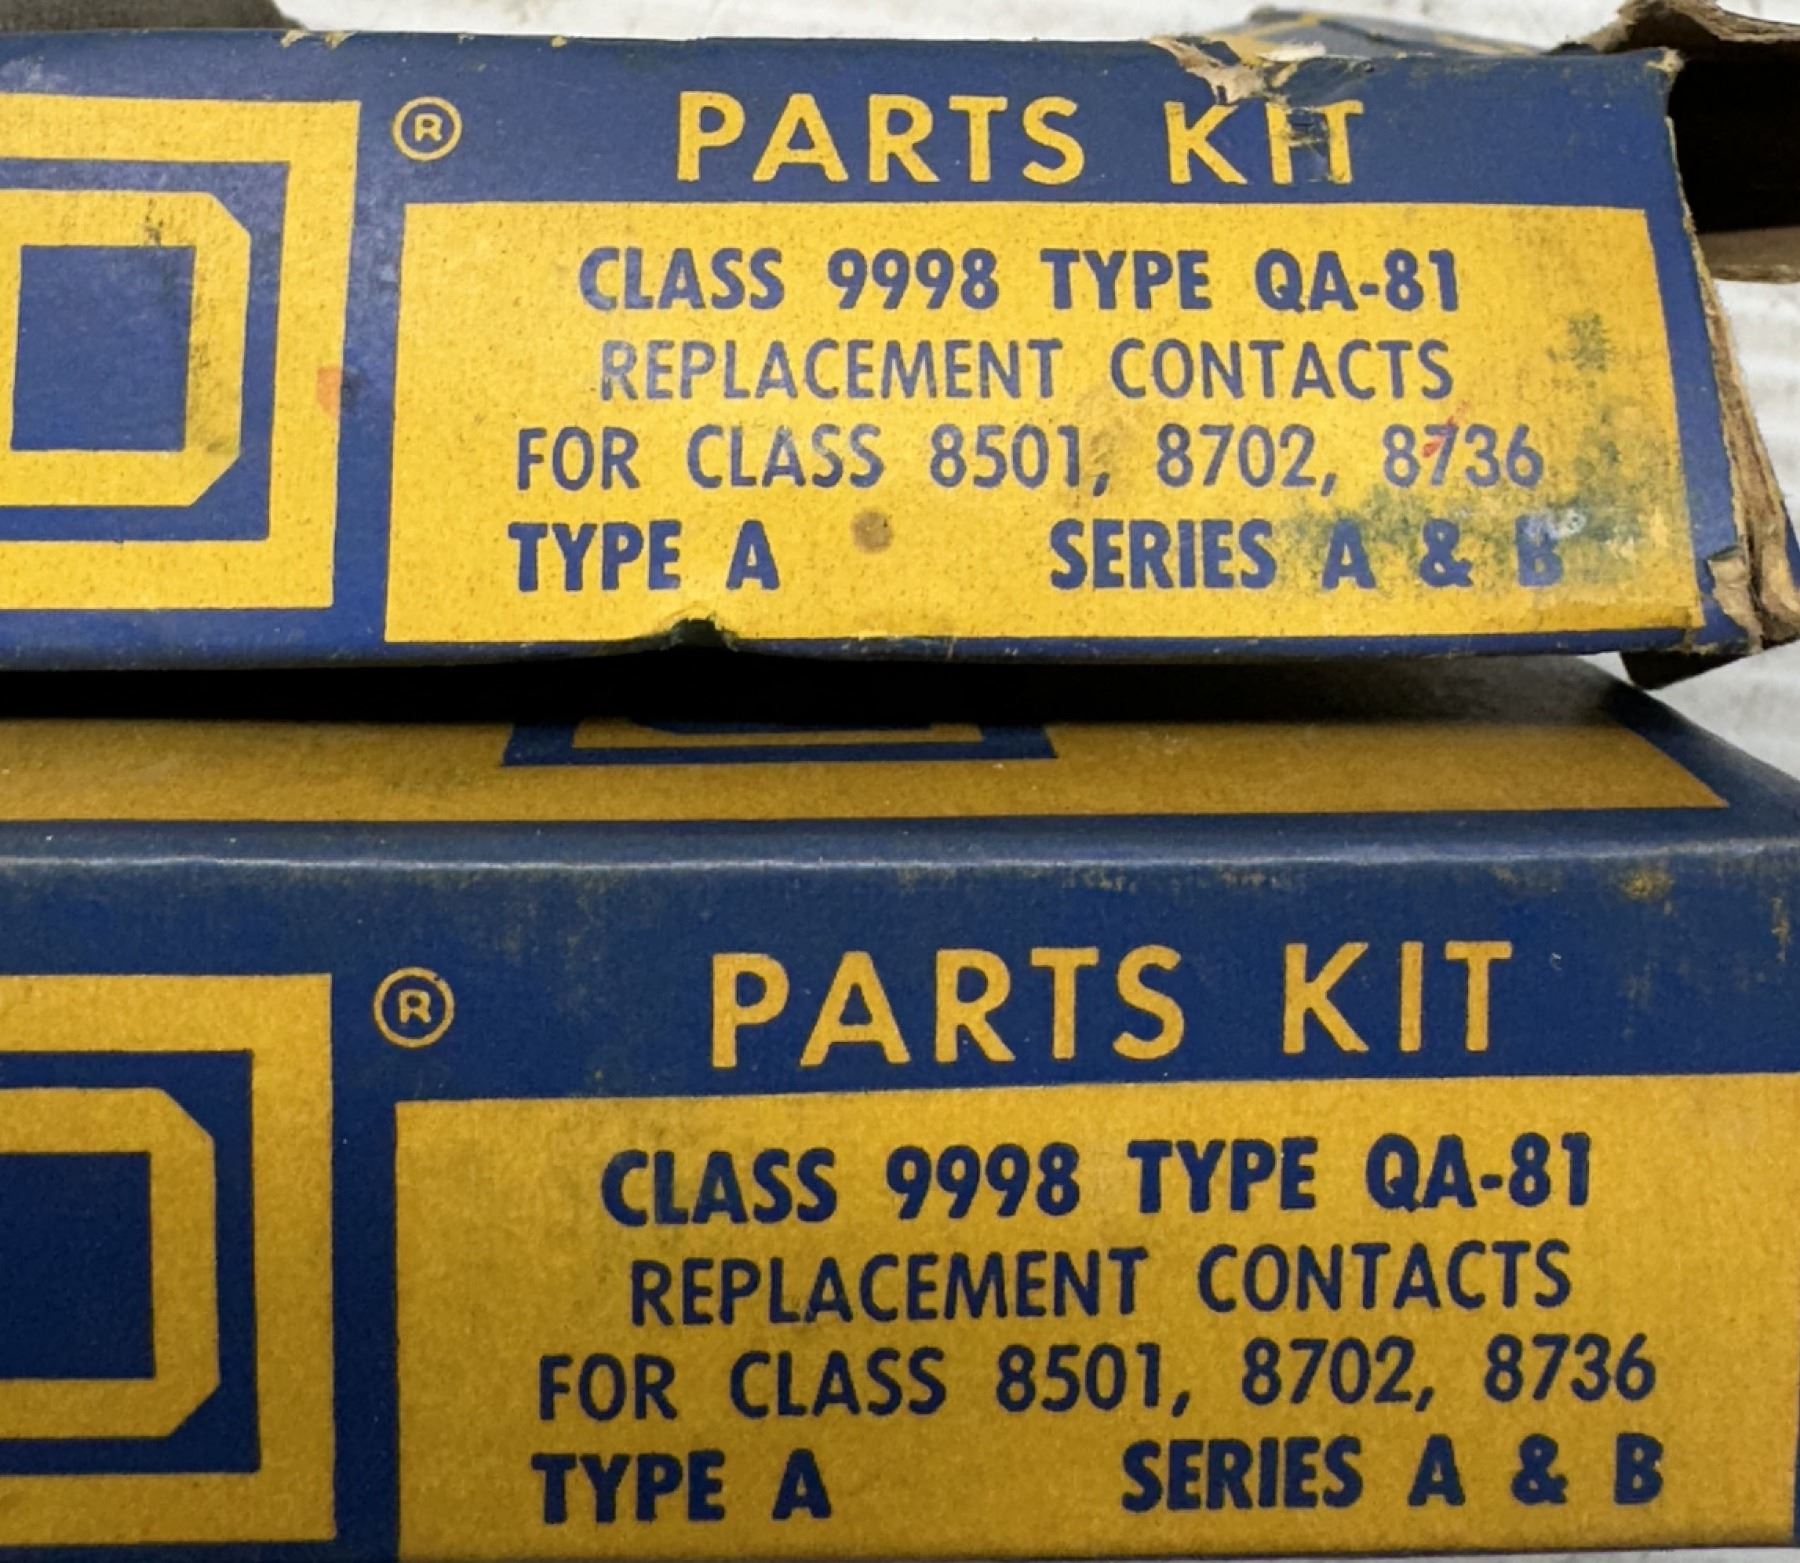 ® PARTS KIT
CLASS 9998 TYPE QA-81
REPLACEMENT CONTACTS
FOR CLASS 8501, 8702, 8736
TYPE A SERIES A & B
® PARTS KIT
CLASS 9998 TYPE QA-81
REPLACEMENT CONTACTS
FOR CLASS 8501, 8702, 8736
TYPE A SERIES A & B